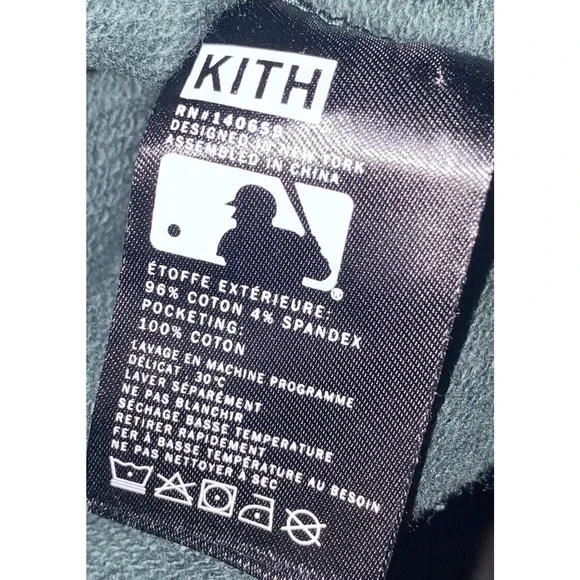 KITH
RN#140638
DESIGNED IN NEW YORK
ASSEMBLED IN CHINA
ÉTOFFE EXTÉRIEURE:
96% COTON 4% SPANDEX
POCKETING:
100% COTON
LAVAGE EN MACHINE PROGRAMME
DÉLICAT - 30°C
LAVER SÉPARÉMENT
NE PAS BLANCHIR
SÉCHAGE BASSE TEMPERATURE
RETIRER RAPIDEMENT
FER À BASSE TEMPÉRATURE AU BESOIN
NE PAS NETTOYER À SEC